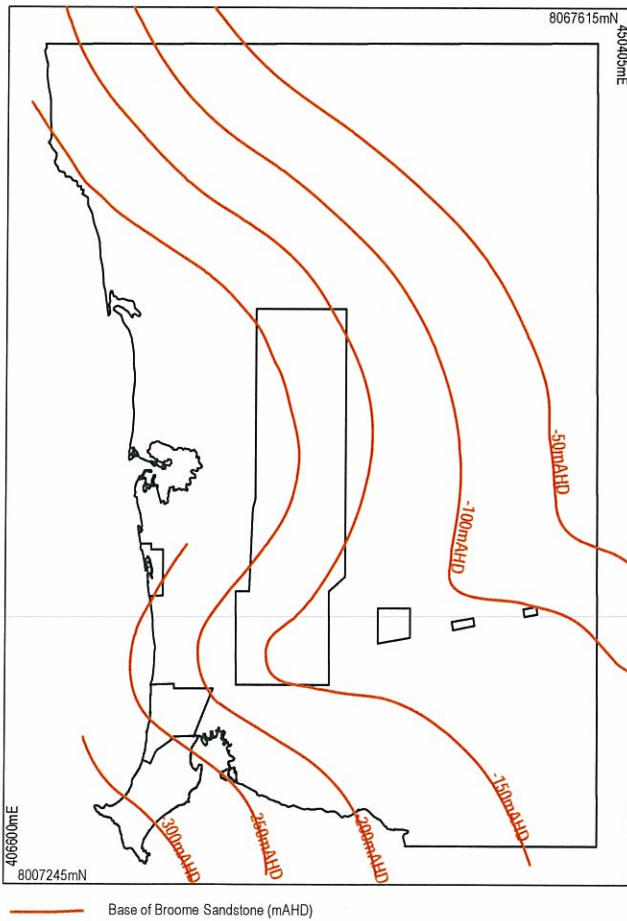 8067615mN
450405mE
-50mAHD
-100mAHD
-150mAHD
-200mAHD
250mAHD
-300mAHD
406600mE
8007245mN
Base of Broome Sandstone (mAHD)